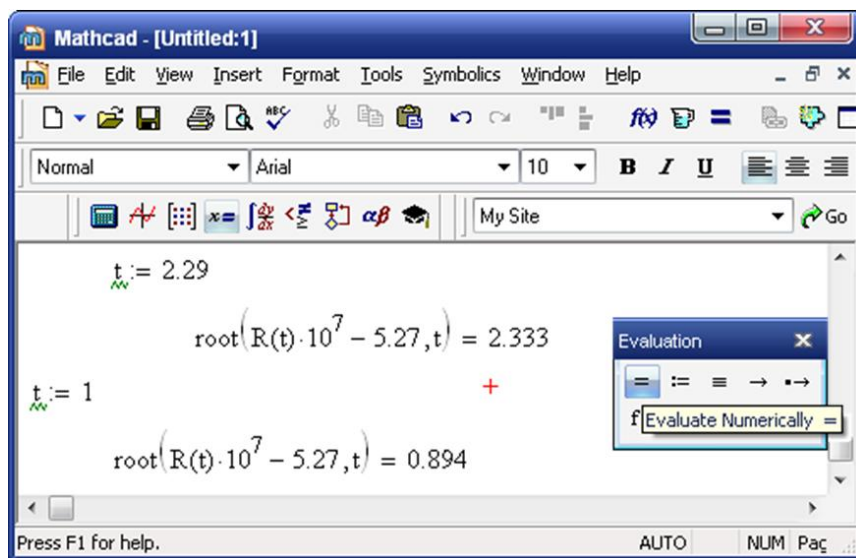 Mathcad - [Untitled:1]
File Edit View Insert Format Tools Symbolics Window Help
Normal Arial 10 B I U
My Site Go
t := 2.29
root(R(t)·10^7 − 5.27,t) = 2.333
Evaluation
= := ≡ → ▪→
t := 1
f Evaluate Numerically =
root(R(t)·10^7 − 5.27,t) = 0.894
Press F1 for help. AUTO NUM Pag